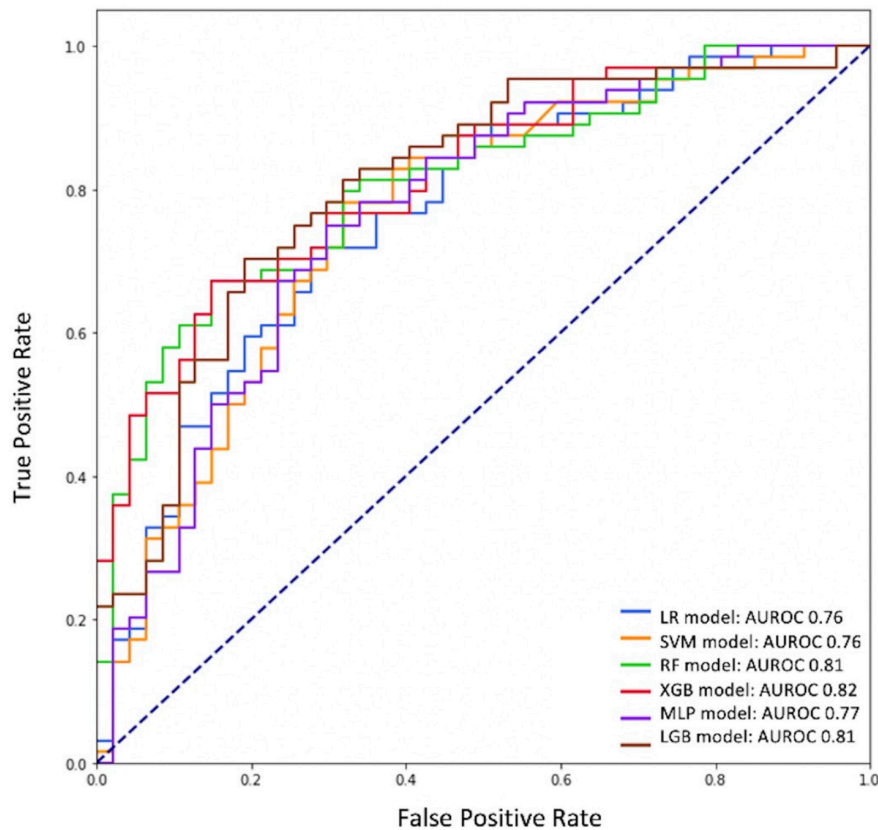 1.0
0.8
0.6
0.4
0.2
0.0
True Positive Rate
LR model: AUROC 0.76
SVM model: AUROC 0.76
RF model: AUROC 0.81
XGB model: AUROC 0.82
MLP model: AUROC 0.77
LGB model: AUROC 0.81
0.0 0.2 0.4 0.6 0.8 1.0
False Positive Rate